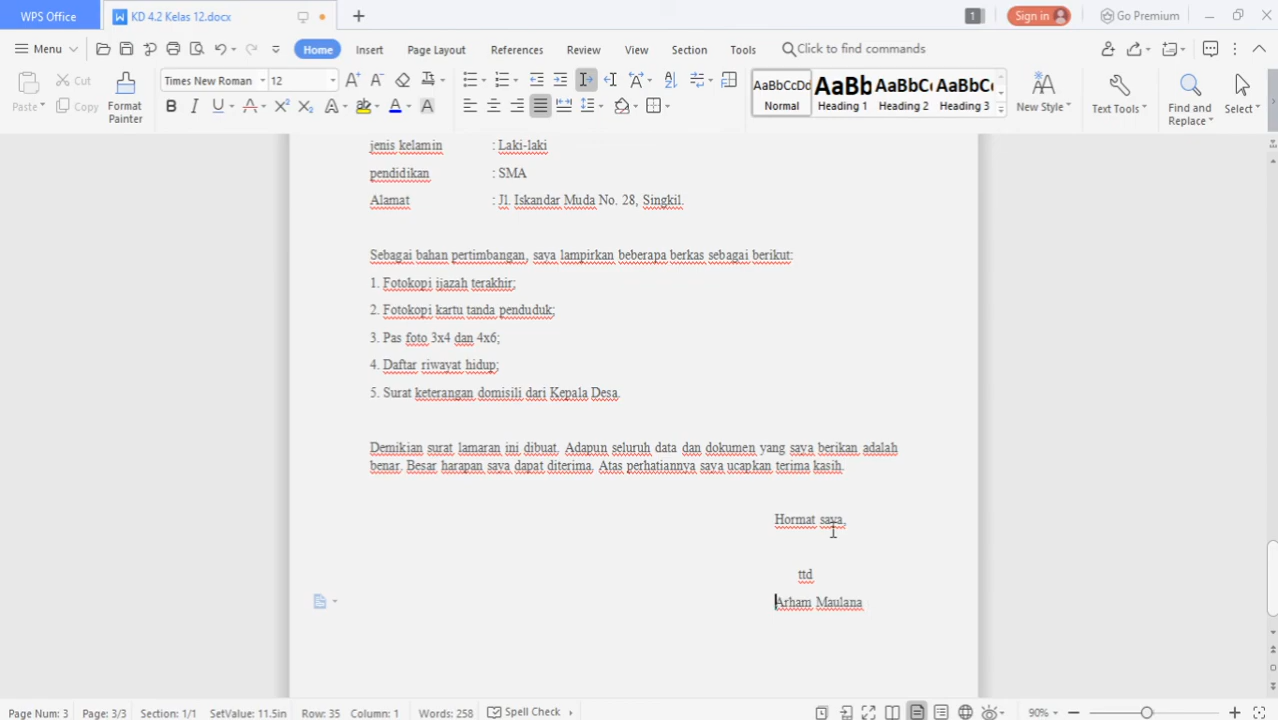 WPS Office
KD 4.2 Kelas 12.docx
1
Sign in
Go Premium
Menu
Home
Insert
Page Layout
References
Review
View
Section
Tools
Click to find commands
Paste
Cut
Copy
Format Painter
Times New Roman
12
AaBbCcDd
Normal
AaBb
Heading 1
AaBbC
Heading 2
AaBbC
Heading 3
New Style
Text Tools
Find and Replace
Select
jenis kelamin : Laki-laki
pendidikan : SMA
Alamat : Jl. Iskandar Muda No. 28, Singkil.
Sebagai bahan pertimbangan, saya lampirkan beberapa berkas sebagai berikut:
1. Fotokopi ijazah terakhir;
2. Fotokopi kartu tanda penduduk;
3. Pas foto 3x4 dan 4x6;
4. Daftar riwayat hidup;
5. Surat keterangan domisili dari Kepala Desa.
Demikian surat lamaran ini dibuat. Adapun seluruh data dan dokumen yang saya berikan adalah
benar. Besar harapan saya dapat diterima. Atas perhatiannya saya ucapkan terima kasih.
Hormat saya,
ttd
Arham Maulana
Page Num: 3
Page: 3/3
Section: 1/1
SetValue: 11.5in
Row: 35
Column: 1
Words: 258
Spell Check
90%